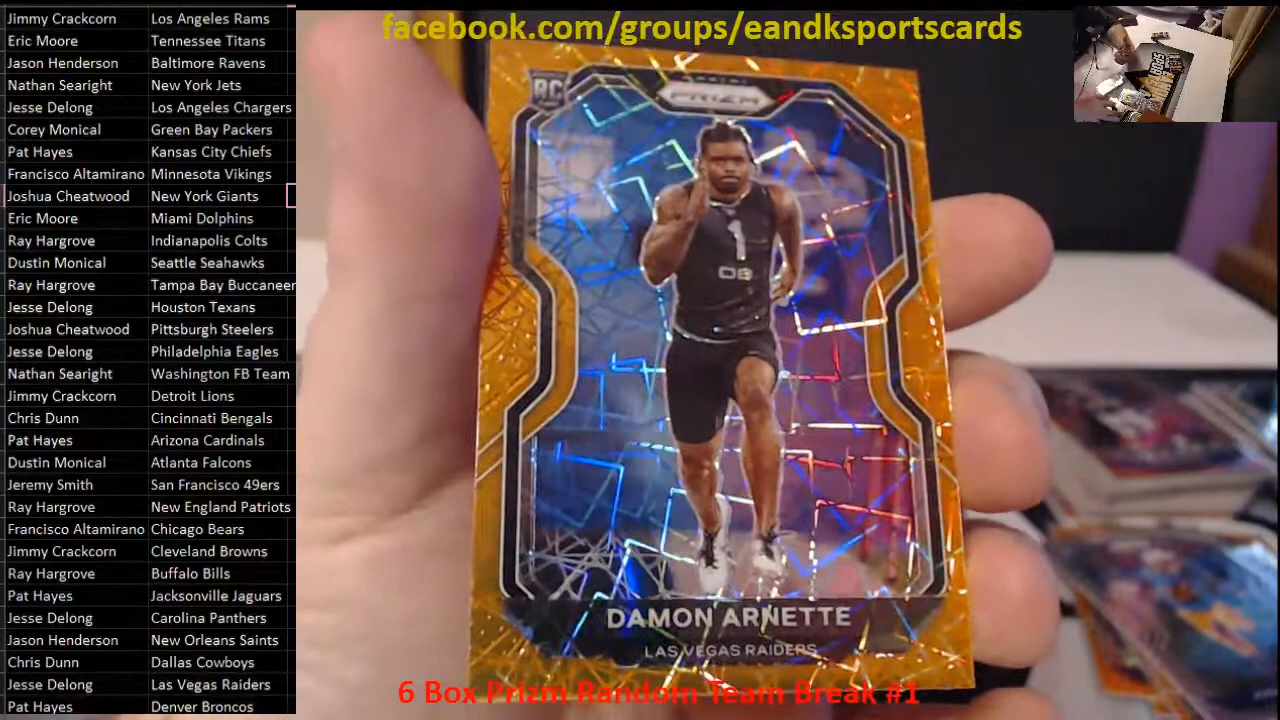 Jimmy Crackcorn Los Angeles Rams
Eric Moore Tennessee Titans
Jason Henderson Baltimore Ravens
Nathan Searight New York Jets
Jesse Delong Los Angeles Chargers
Corey Monical Green Bay Packers
Pat Hayes Kansas City Chiefs
Francisco Altamirano Minnesota Vikings
Joshua Cheatwood New York Giants
Eric Moore Miami Dolphins
Ray Hargrove Indianapolis Colts
Dustin Monical Seattle Seahawks
Ray Hargrove Tampa Bay Buccaneer
Jesse Delong Houston Texans
Joshua Cheatwood Pittsburgh Steelers
Jesse Delong Philadelphia Eagles
Nathan Searight Washington FB Team
Jimmy Crackcorn Detroit Lions
Chris Dunn Cincinnati Bengals
Pat Hayes Arizona Cardinals
Dustin Monical Atlanta Falcons
Jeremy Smith San Francisco 49ers
Ray Hargrove New England Patriots
Francisco Altamirano Chicago Bears
Jimmy Crackcorn Cleveland Browns
Ray Hargrove Buffalo Bills
Pat Hayes Jacksonville Jaguars
Jesse Delong Carolina Panthers
Jason Henderson New Orleans Saints
Chris Dunn Dallas Cowboys
Jesse Delong Las Vegas Raiders
Pat Hayes Denver Broncos
facebook.com/groups/eandksportscards
RC
PRIZM
1
DB
DAMON ARNETTE
LAS VEGAS RAIDERS
6 Box Prizm Random Team Break #1